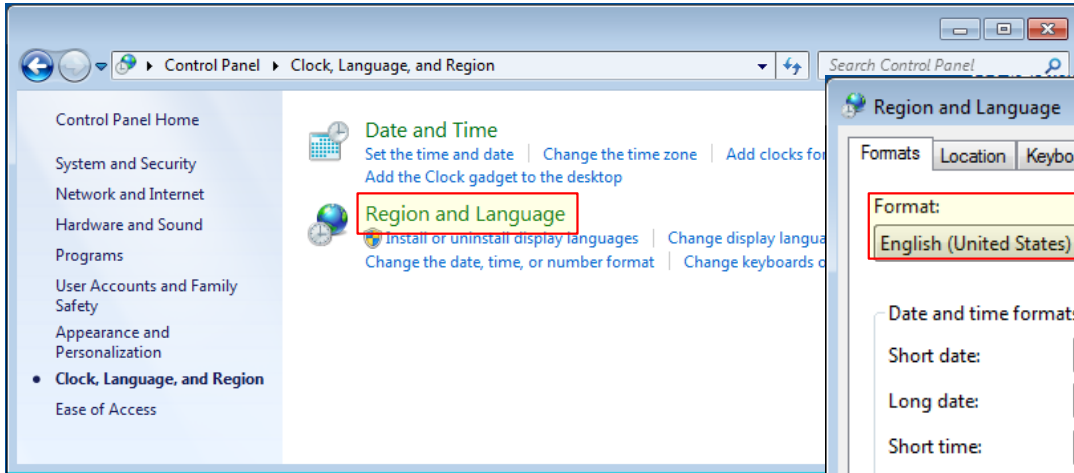 Control Panel
Clock, Language, and Region
Search Control Panel
Control Panel Home
System and Security
Network and Internet
Hardware and Sound
Programs
User Accounts and Family
Safety
Appearance and
Personalization
Clock, Language, and Region
Ease of Access
Date and Time
Set the time and date
Change the time zone
Add clocks for
Add the Clock gadget to the desktop
Region and Language
Install or uninstall display languages
Change display langua
Change the date, time, or number format
Change keyboards o
Region and Language
Formats
Location
Keybo
Format:
English (United States)
Date and time formats
Short date:
Long date:
Short time: